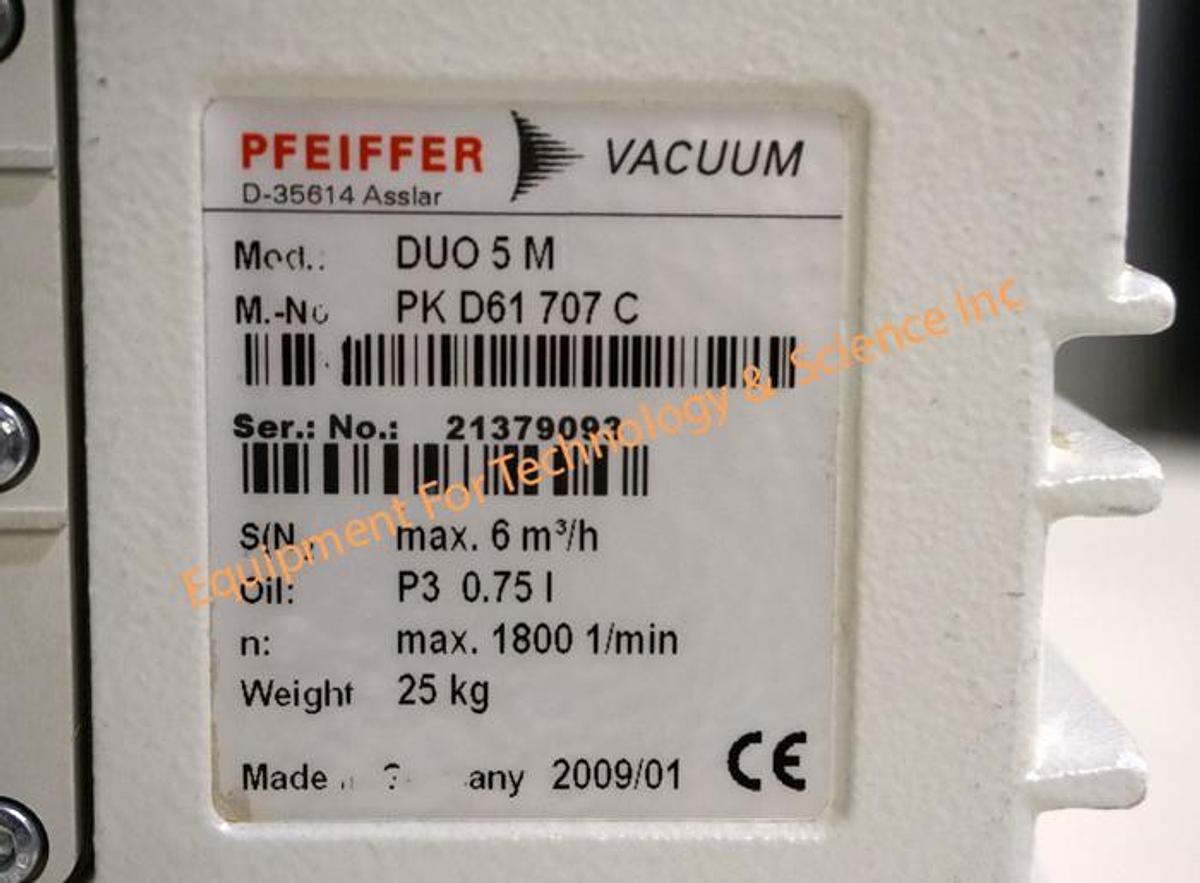 PFEIFFER VACUUM
D-35614 Asslar
Mod.: DUO 5 M
M.-No PK D61 707 C
Ser.: No.: 21379093
S/N max. 6 m³/h
Oil: P3 0.75 l
n: max. 1800 1/min
Weight 25 kg
Made any 2009/01 CE
Equipment For Technology & Science Inc